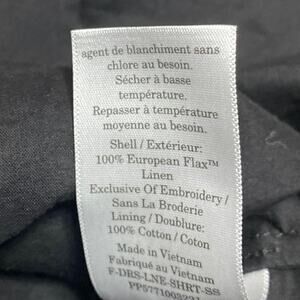 agent de blanchiment sans
chlore au besoin.
Sécher à basse
température.
Repasser à température
moyenne au besoin.
Shell / Extérieur:
100% European Flax™
Linen
Exclusive Of Embroidery /
Sans La Broderie
Lining / Doublure:
100% Cotton / Coton
Made in Vietnam
Fabriqué au Vietnam
F-DRS-LNE-SHRT-SS